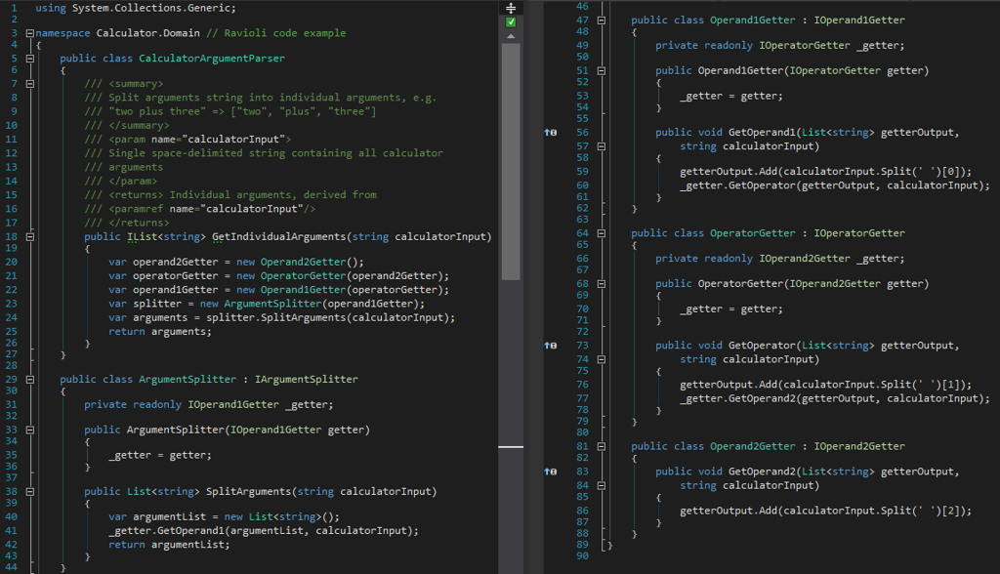 1 using System.Collections.Generic;
2
3 namespace Calculator.Domain // Ravioli code example
4 {
5 public class CalculatorArgumentParser
6 {
7 /// <summary>
8 /// Split arguments string into individual arguments, e.g.
9 /// "two plus three" => ["two", "plus", "three"]
10 /// </summary>
11 /// <param name="calculatorInput">
12 /// Single space-delimited string containing all calculator
13 /// arguments
14 /// </param>
15 /// <returns> Individual arguments, derived from
16 /// <paramref name="calculatorInput"/>
17 /// </returns>
18 public IList<string> GetIndividualArguments(string calculatorInput)
19 {
20 var operand2Getter = new Operand2Getter();
21 var operatorGetter = new OperatorGetter(operand2Getter);
22 var operand1Getter = new Operand1Getter(operatorGetter);
23 var splitter = new ArgumentSplitter(operand1Getter);
24 var arguments = splitter.SplitArguments(calculatorInput);
25 return arguments;
26 }
27 }
28
29 public class ArgumentSplitter : IArgumentSplitter
30 {
31 private readonly IOperand1Getter _getter;
32
33 public ArgumentSplitter(IOperand1Getter getter)
34 {
35 _getter = getter;
36 }
37
38 public List<string> SplitArguments(string calculatorInput)
39 {
40 var argumentList = new List<string>();
41 _getter.GetOperand1(argumentList, calculatorInput);
42 return argumentList;
43 }
44 }
46
47 public class Operand1Getter : IOperand1Getter
48 {
49 private readonly IOperatorGetter _getter;
50
51 public Operand1Getter(IOperatorGetter getter)
52 {
53 _getter = getter;
54 }
55
56 public void GetOperand1(List<string> getterOutput,
57 string calculatorInput)
58 {
59 getterOutput.Add(calculatorInput.Split(' ')[0]);
60 _getter.GetOperator(getterOutput, calculatorInput);
61 }
62 }
63
64 public class OperatorGetter : IOperatorGetter
65 {
66 private readonly IOperand2Getter _getter;
67
68 public OperatorGetter(IOperand2Getter getter)
69 {
70 _getter = getter;
71 }
72
73 public void GetOperator(List<string> getterOutput,
74 string calculatorInput)
75 {
76 getterOutput.Add(calculatorInput.Split(' ')[1]);
77 _getter.GetOperand2(getterOutput, calculatorInput);
78 }
79 }
80
81 public class Operand2Getter : IOperand2Getter
82 {
83 public void GetOperand2(List<string> getterOutput,
84 string calculatorInput)
85 {
86 getterOutput.Add(calculatorInput.Split(' ')[2]);
87 }
88 }
89 }
90